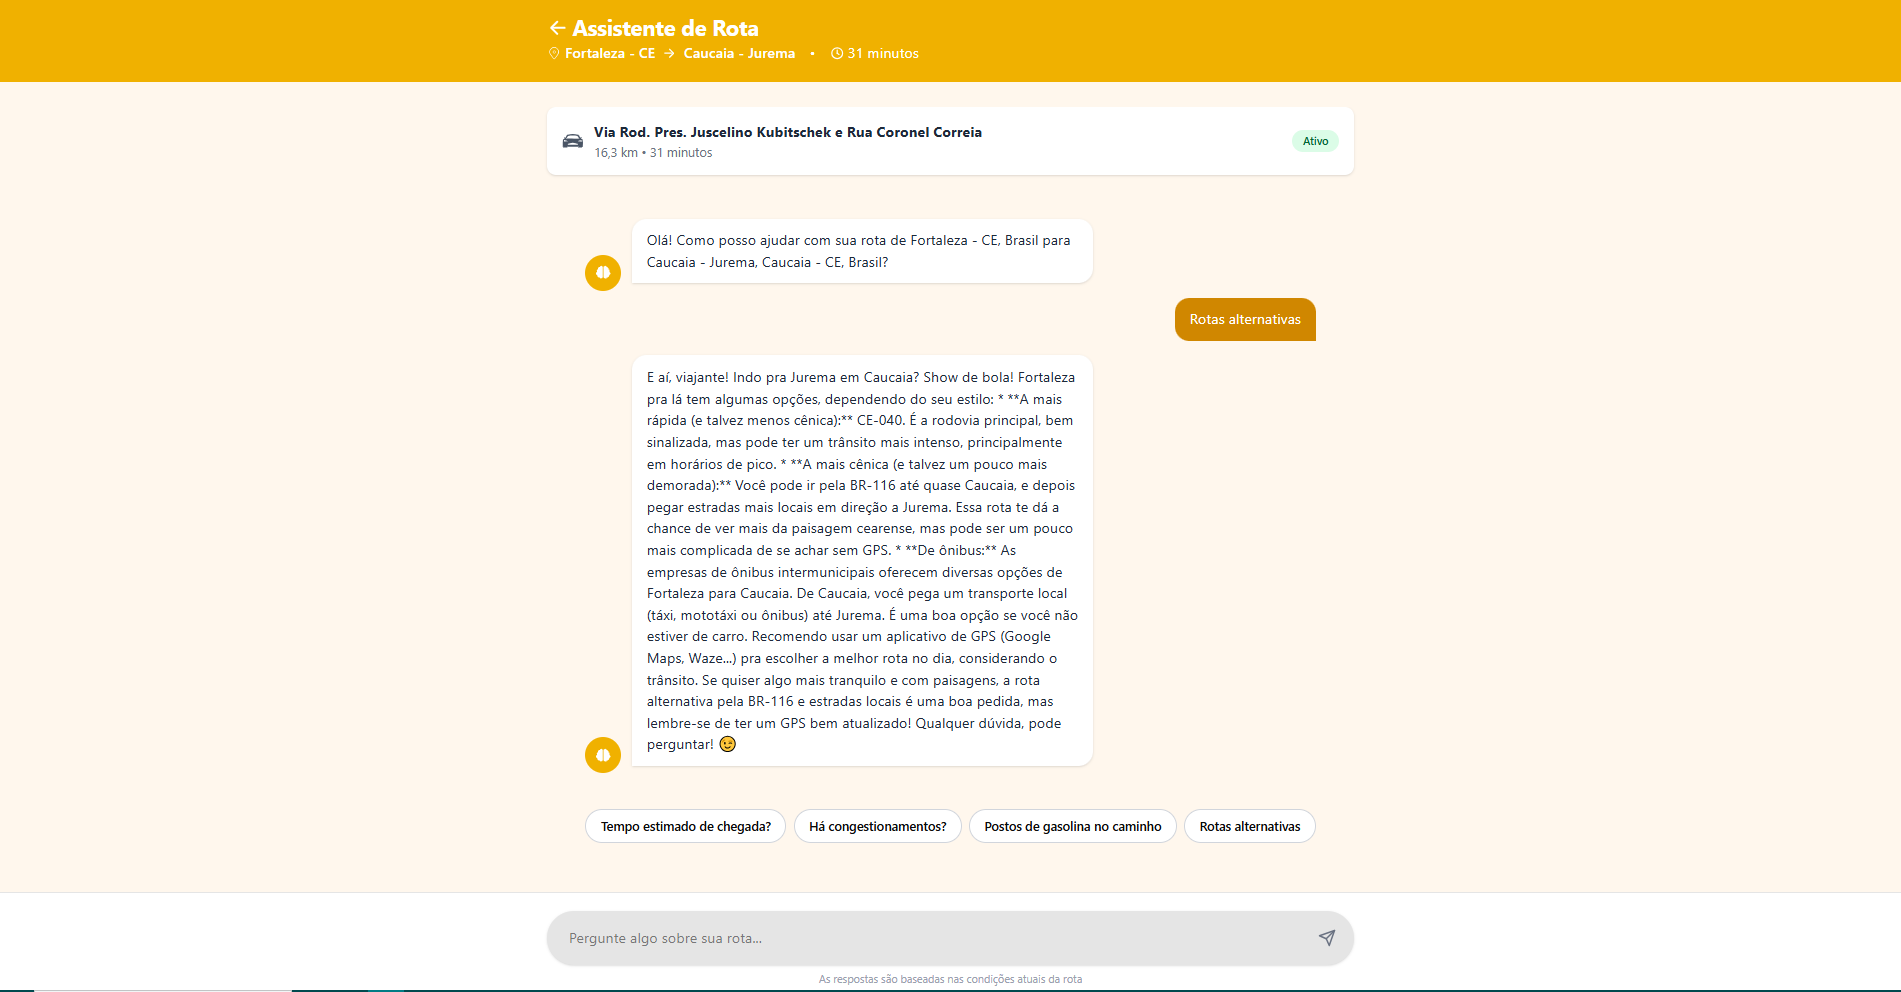 Assistente de Rota
Fortaleza - CE → Caucaia - Jurema • 31 minutos
Via Rod. Pres. Juscelino Kubitschek e Rua Coronel Correia
16,3 km • 31 minutos
Ativo
Olá! Como posso ajudar com sua rota de Fortaleza - CE, Brasil para
Caucaia - Jurema, Caucaia - CE, Brasil?
Rotas alternativas
E aí, viajante! Indo pra Jurema em Caucaia? Show de bola! Fortaleza
pra lá tem algumas opções, dependendo do seu estilo: * **A mais
rápida (e talvez menos cênica):** CE-040. É a rodovia principal, bem
sinalizada, mas pode ter um trânsito mais intenso, principalmente
em horários de pico. * **A mais cênica (e talvez um pouco mais
demorada):** Você pode ir pela BR-116 até quase Caucaia, e depois
pegar estradas mais locais em direção a Jurema. Essa rota te dá a
chance de ver mais da paisagem cearense, mas pode ser um pouco
mais complicada de se achar sem GPS. * **De ônibus:** As
empresas de ônibus intermunicipais oferecem diversas opções de
Fortaleza para Caucaia. De Caucaia, você pega um transporte local
(táxi, mototáxi ou ônibus) até Jurema. É uma boa opção se você não
estiver de carro. Recomendo usar um aplicativo de GPS (Google
Maps, Waze...) pra escolher a melhor rota no dia, considerando o
trânsito. Se quiser algo mais tranquilo e com paisagens, a rota
alternativa pela BR-116 e estradas locais é uma boa pedida, mas
lembre-se de ter um GPS bem atualizado! Qualquer dúvida, pode
perguntar! 😉
Tempo estimado de chegada?
Há congestionamentos?
Postos de gasolina no caminho
Rotas alternativas
Pergunte algo sobre sua rota...
As respostas são baseadas nas condições atuais da rota